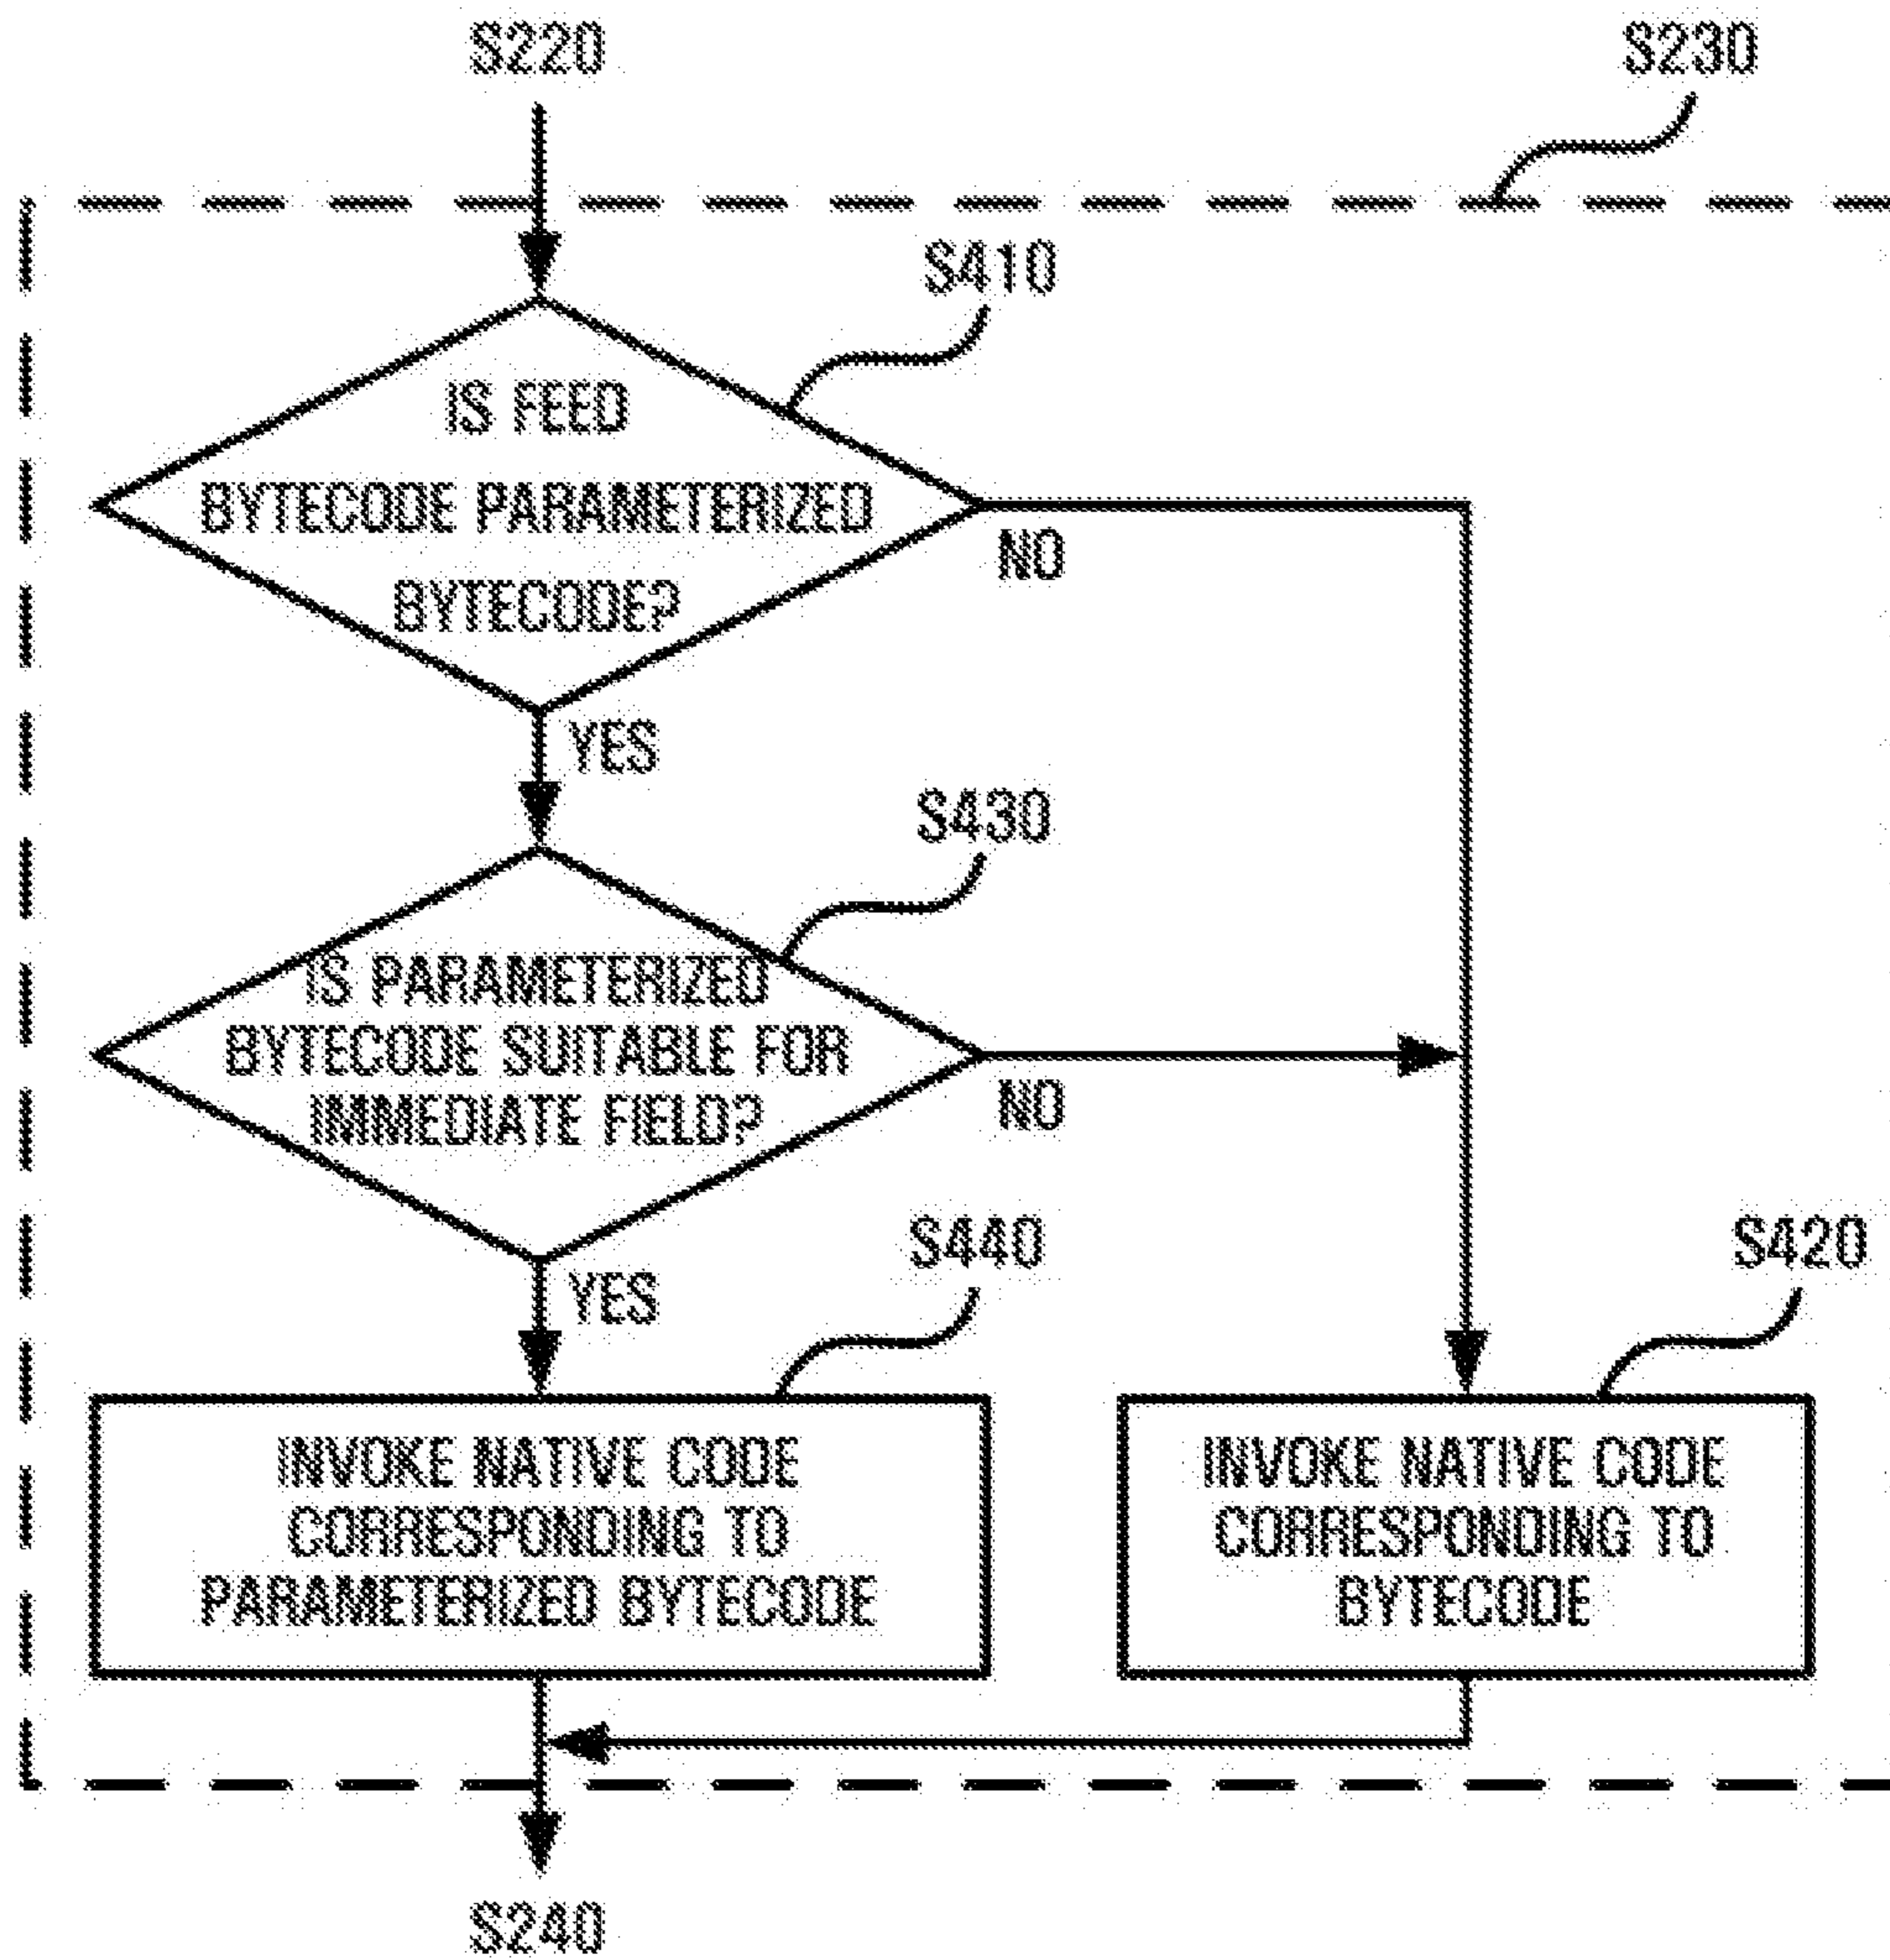 S220
S230
S410
IS FEED
BYTECODE PARAMETERIZED
BYTECODE?
NO
YES
S430
IS PARAMETERIZED
BYTECODE SUITABLE FOR
IMMEDIATE FIELD?
NO
YES
S440
S420
INVOKE NATIVE CODE
CORRESPONDING TO
PARAMETERIZED BYTECODE
INVOKE NATIVE CODE
CORRESPONDING TO
BYTECODE
S240